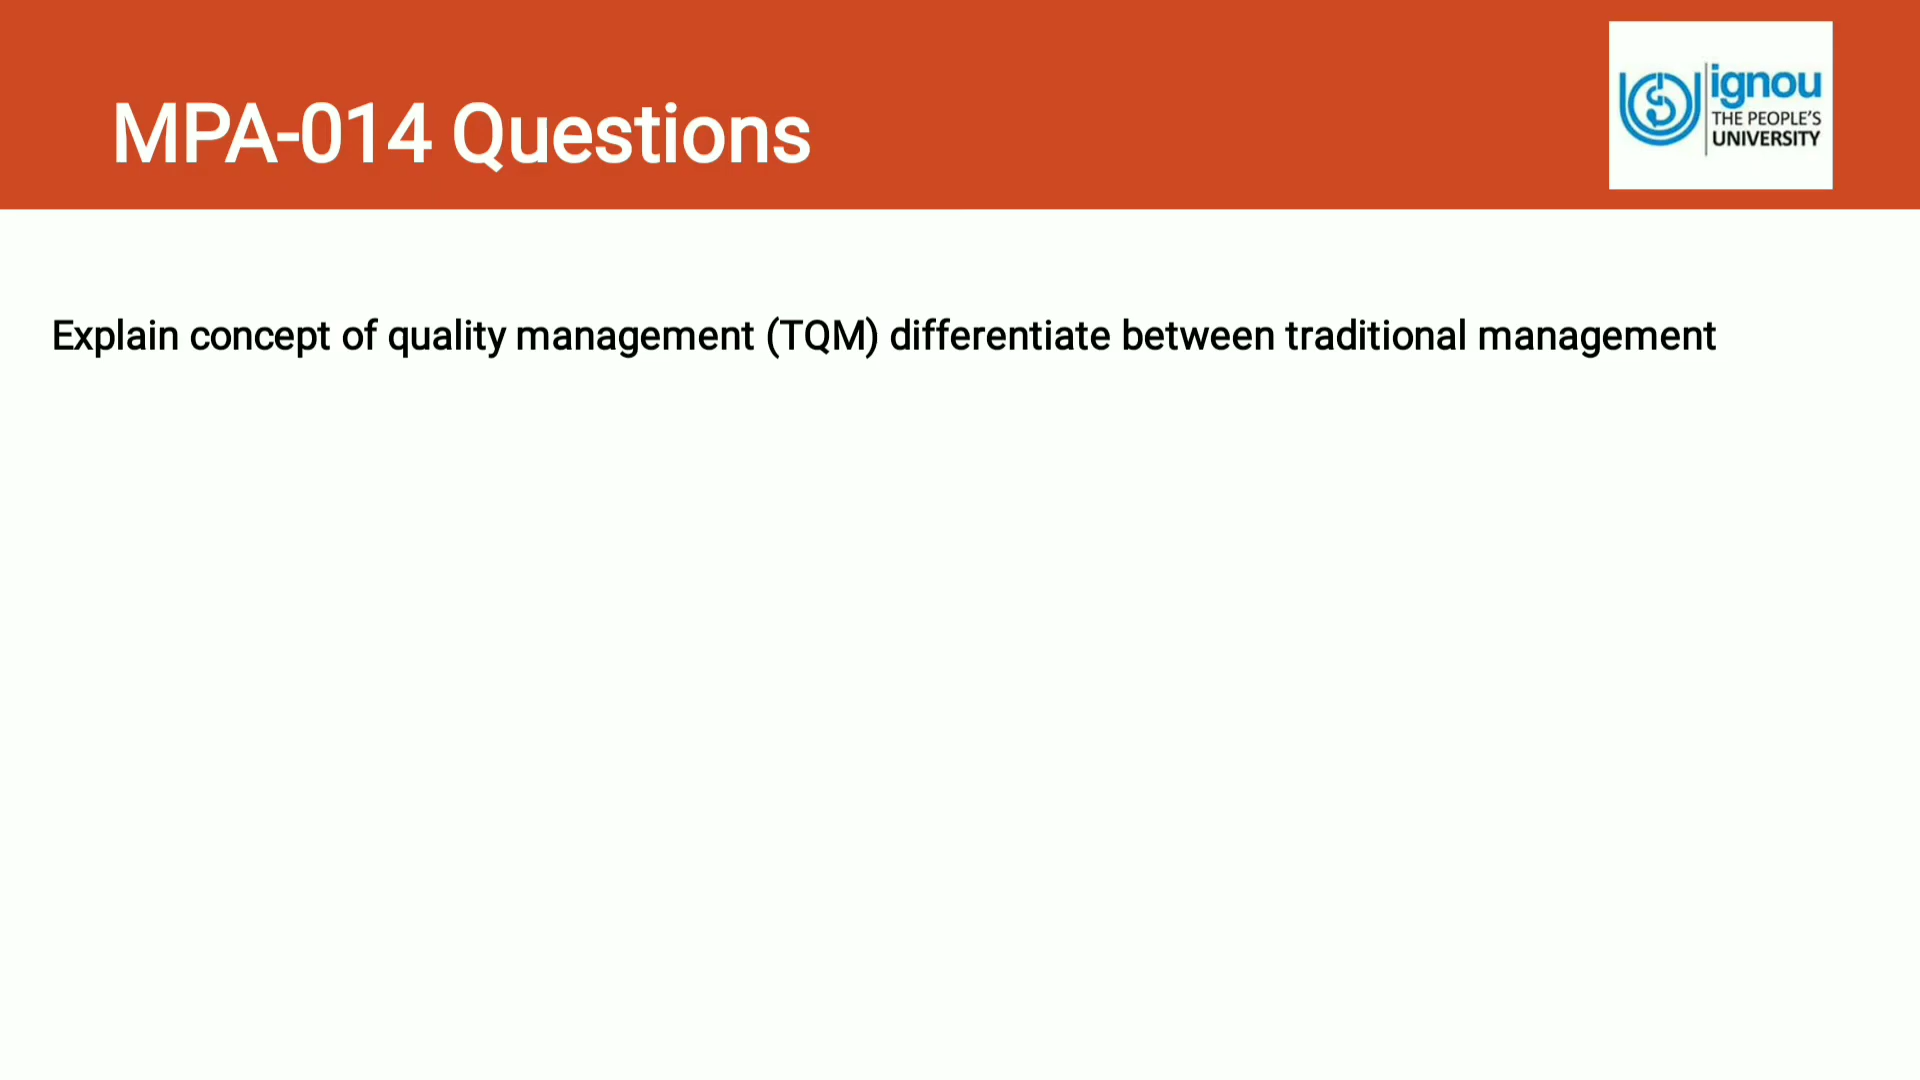 MPA-014 Questions
ignou
THE PEOPLE'S
UNIVERSITY
Explain concept of quality management (TQM) differentiate between traditional management